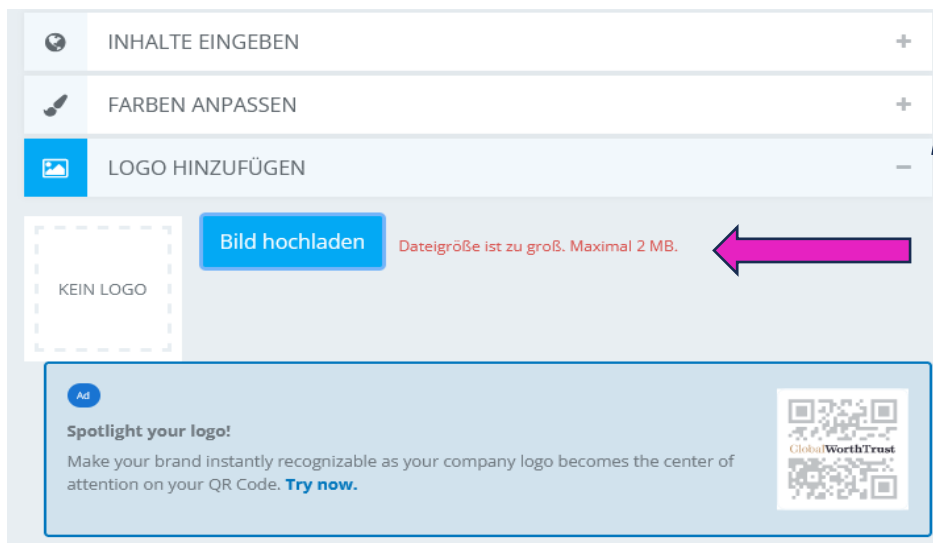 INHALTE EINGEBEN
FARBEN ANPASSEN
LOGO HINZUFÜGEN
Bild hochladen
Dateigröße ist zu groß. Maximal 2 MB.
KEIN LOGO
Ad
Spotlight your logo!
Make your brand instantly recognizable as your company logo becomes the center of
attention on your QR Code. Try now.
GlobalWorthTrust